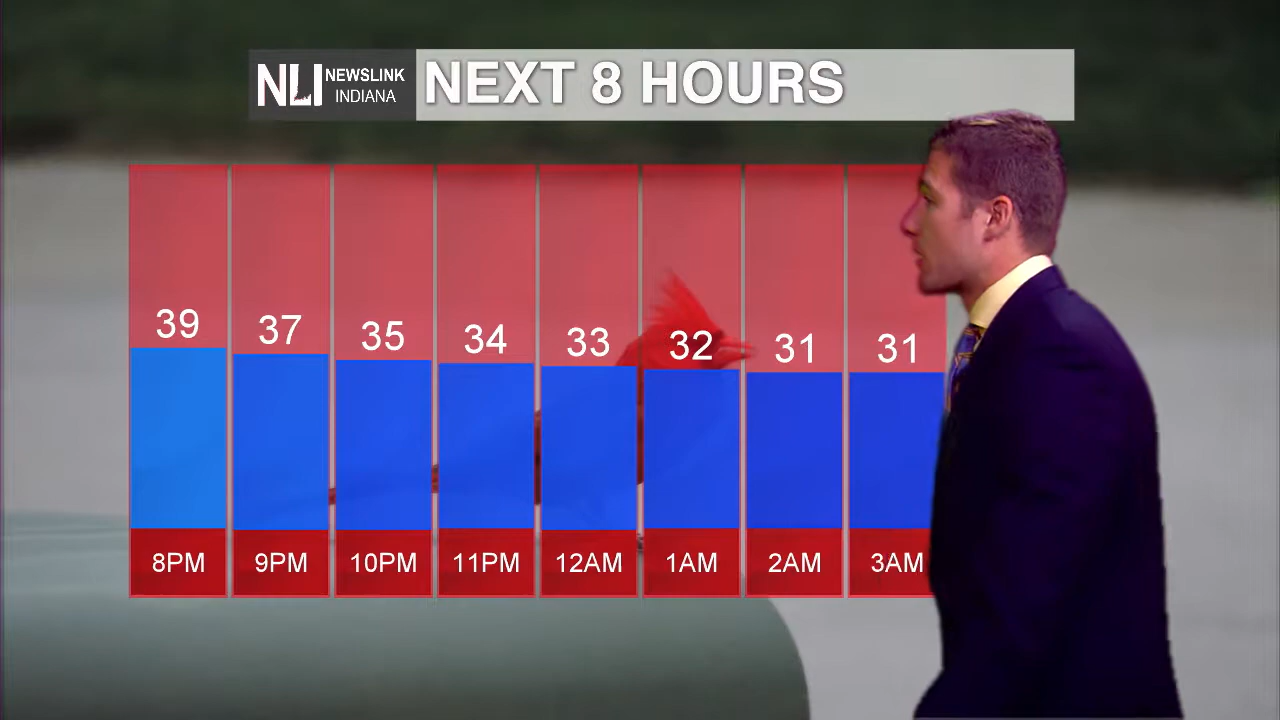 NLI NEWSLINK
INDIANA
NEXT 8 HOURS
39 37 35 34 33 32 31 31
8PM 9PM 10PM 11PM 12AM 1AM 2AM 3AM